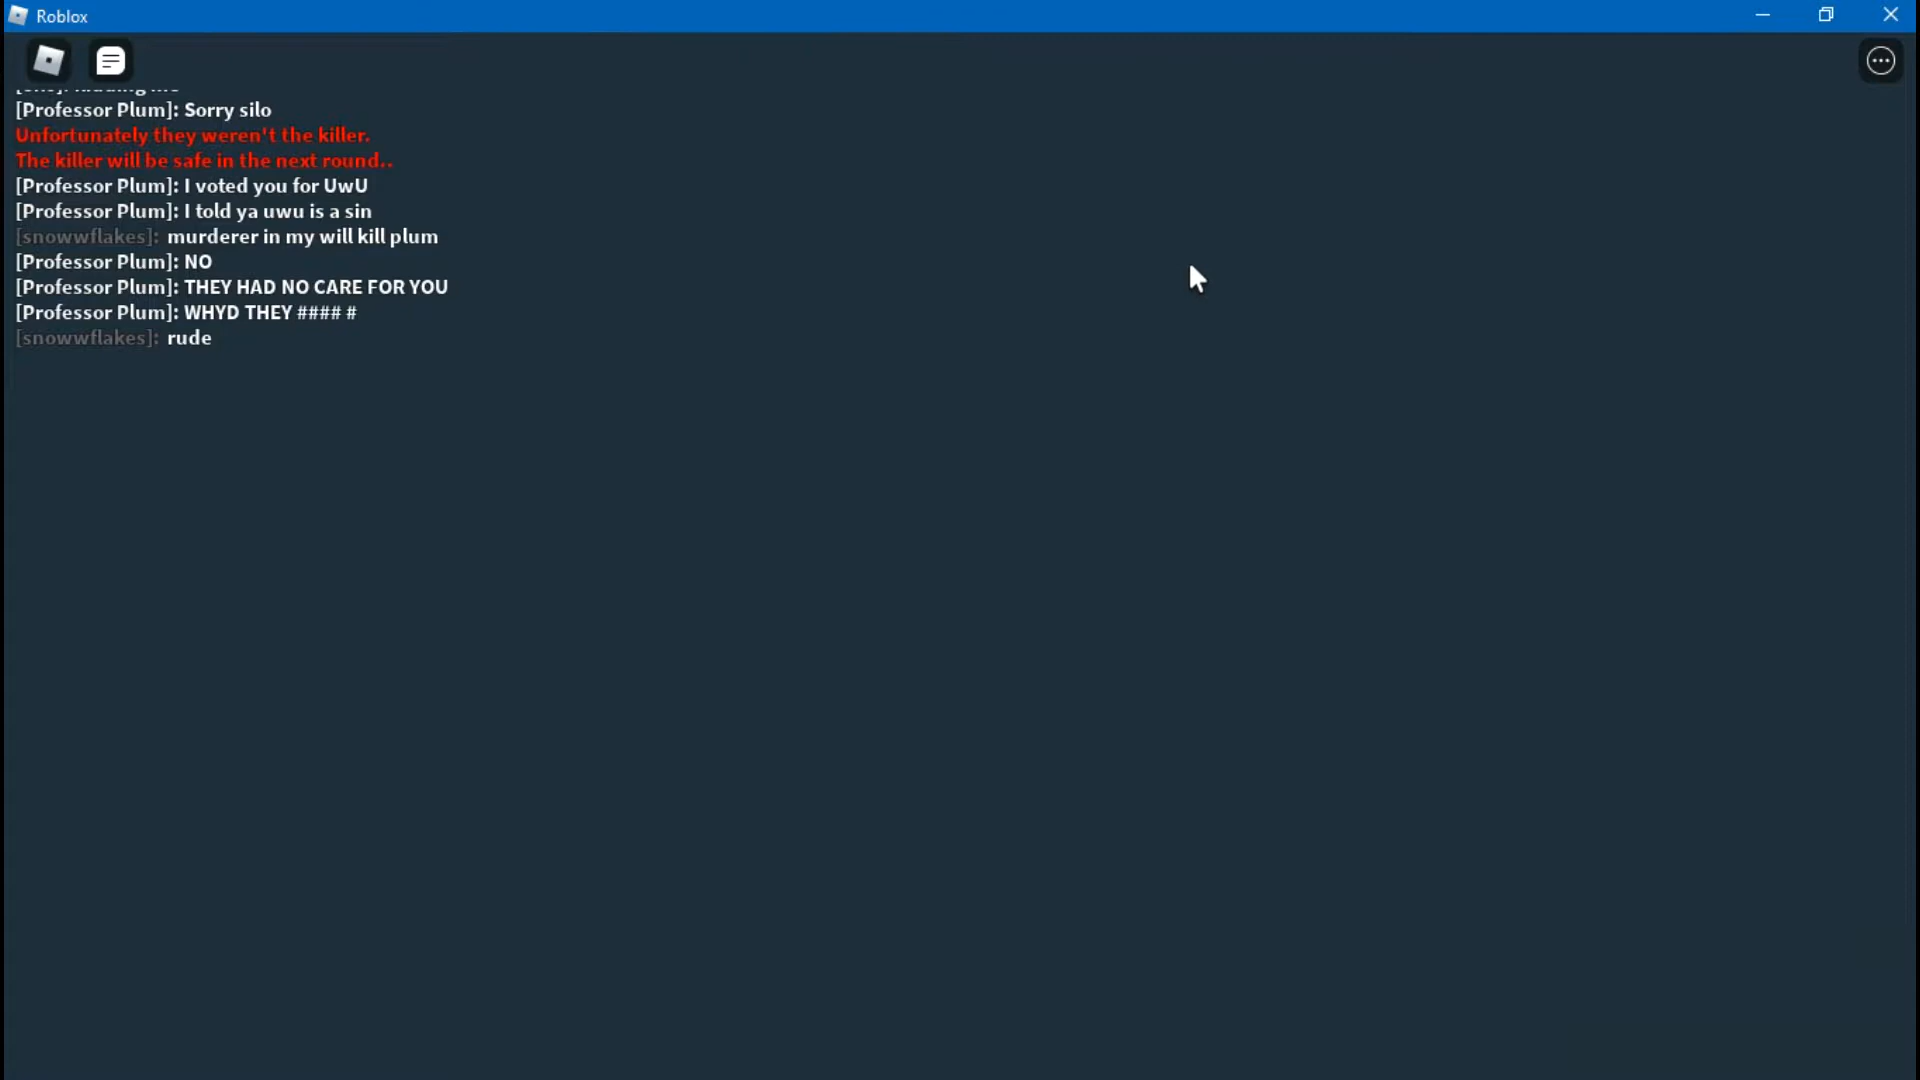 Roblox
[Professor Plum]: Sorry silo
Unfortunately they weren't the killer.
The killer will be safe in the next round..
[Professor Plum]: I voted you for UwU
[Professor Plum]: I told ya uwu is a sin
[snowwflakes]: murderer in my will kill plum
[Professor Plum]: NO
[Professor Plum]: THEY HAD NO CARE FOR YOU
[Professor Plum]: WHYD THEY #### #
[snowwflakes]: rude